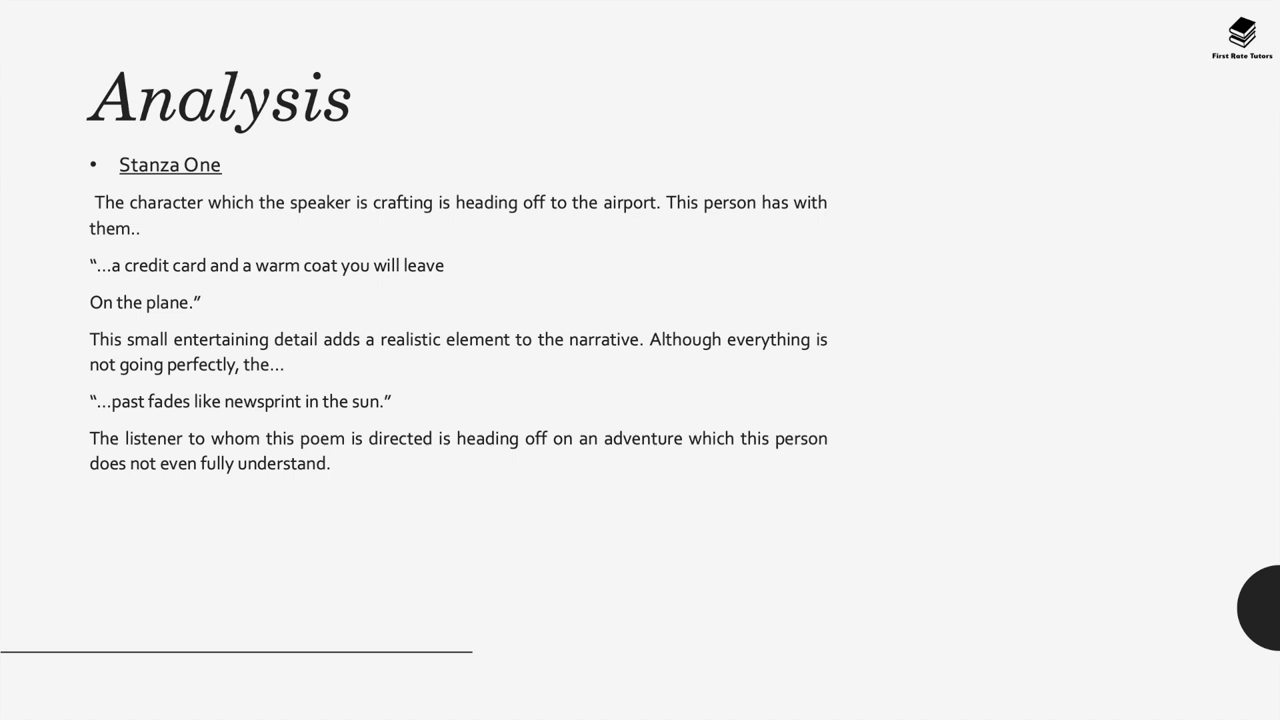 First Rate Tutors
Analysis
• Stanza One
The character which the speaker is crafting is heading off to the airport. This person has with
them..
“…a credit card and a warm coat you will leave
On the plane.”
This small entertaining detail adds a realistic element to the narrative. Although everything is
not going perfectly, the…
“…past fades like newsprint in the sun.”
The listener to whom this poem is directed is heading off on an adventure which this person
does not even fully understand.